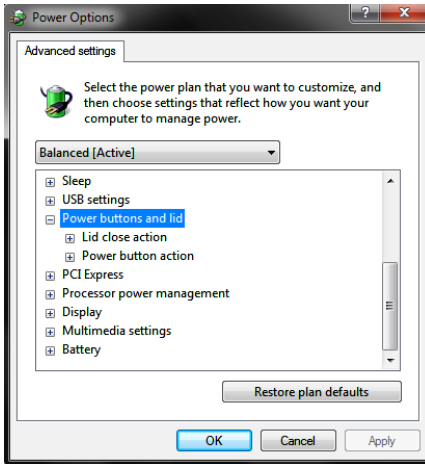 Power Options
Advanced settings
Select the power plan that you want to customize, and
then choose settings that reflect how you want your
computer to manage power.
Balanced [Active]
Sleep
USB settings
Power buttons and lid
Lid close action
Power button action
PCI Express
Processor power management
Display
Multimedia settings
Battery
Restore plan defaults
OK Cancel Apply